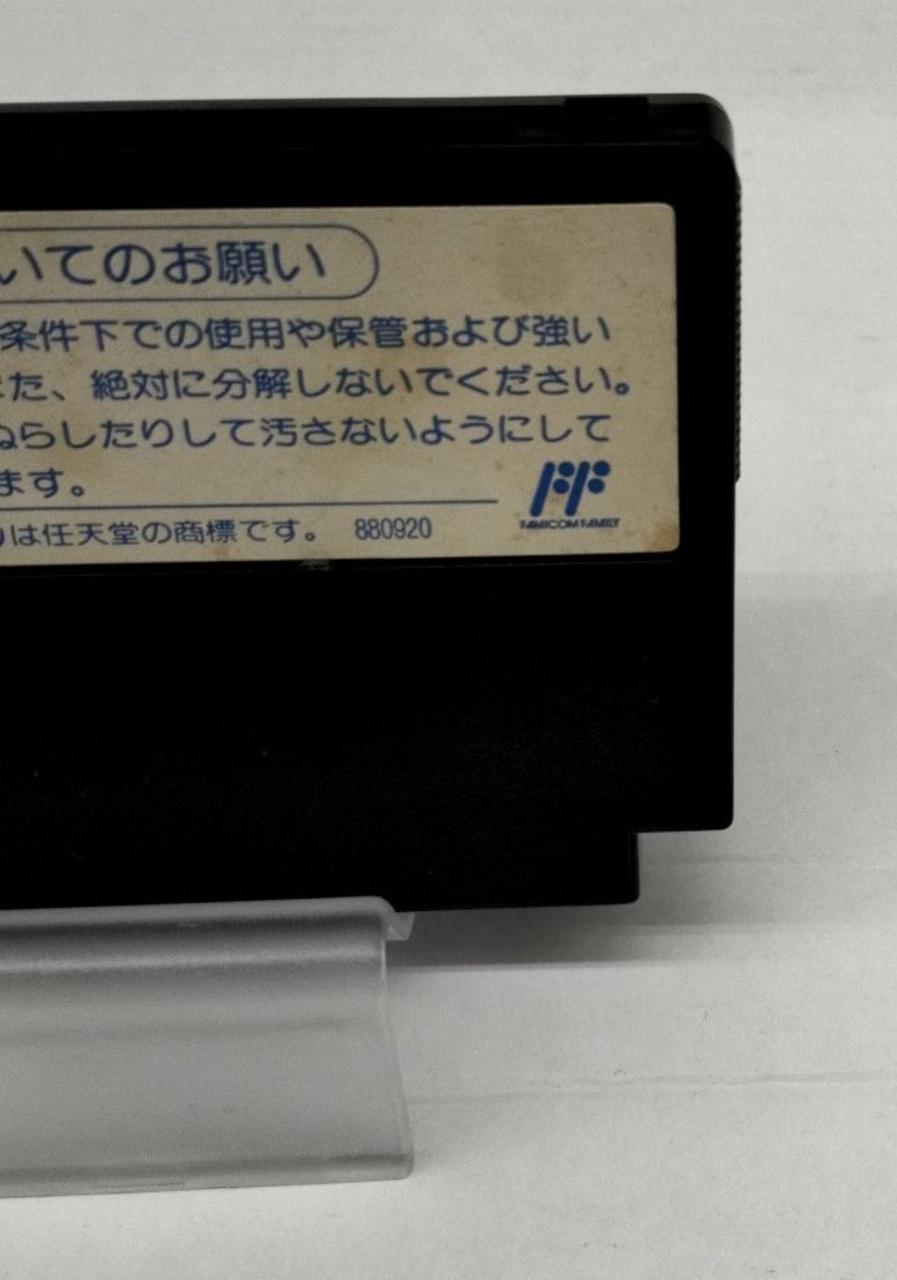 いてのお願い
条件下での使用や保管および強い
た、絶対に分解しないでください。
ぬらしたりして汚さないようにして
ます。
は任天堂の商標です。 880920
FAMICOM FAMILY